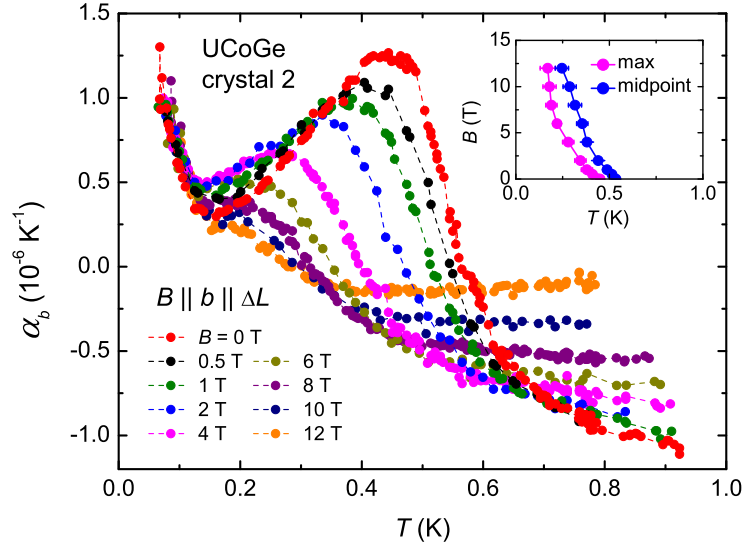 UCoGe
crystal 2
max
midpoint
B (T)
15
10
5
0
0.0
0.5
1.0
T (K)
1.5
1.0
0.5
0.0
-0.5
-1.0
α_b (10^-6 K^-1)
B || b || ΔL
B = 0 T
0.5 T
6 T
1 T
8 T
2 T
10 T
4 T
12 T
0.0
0.2
0.4
0.6
0.8
1.0
T (K)